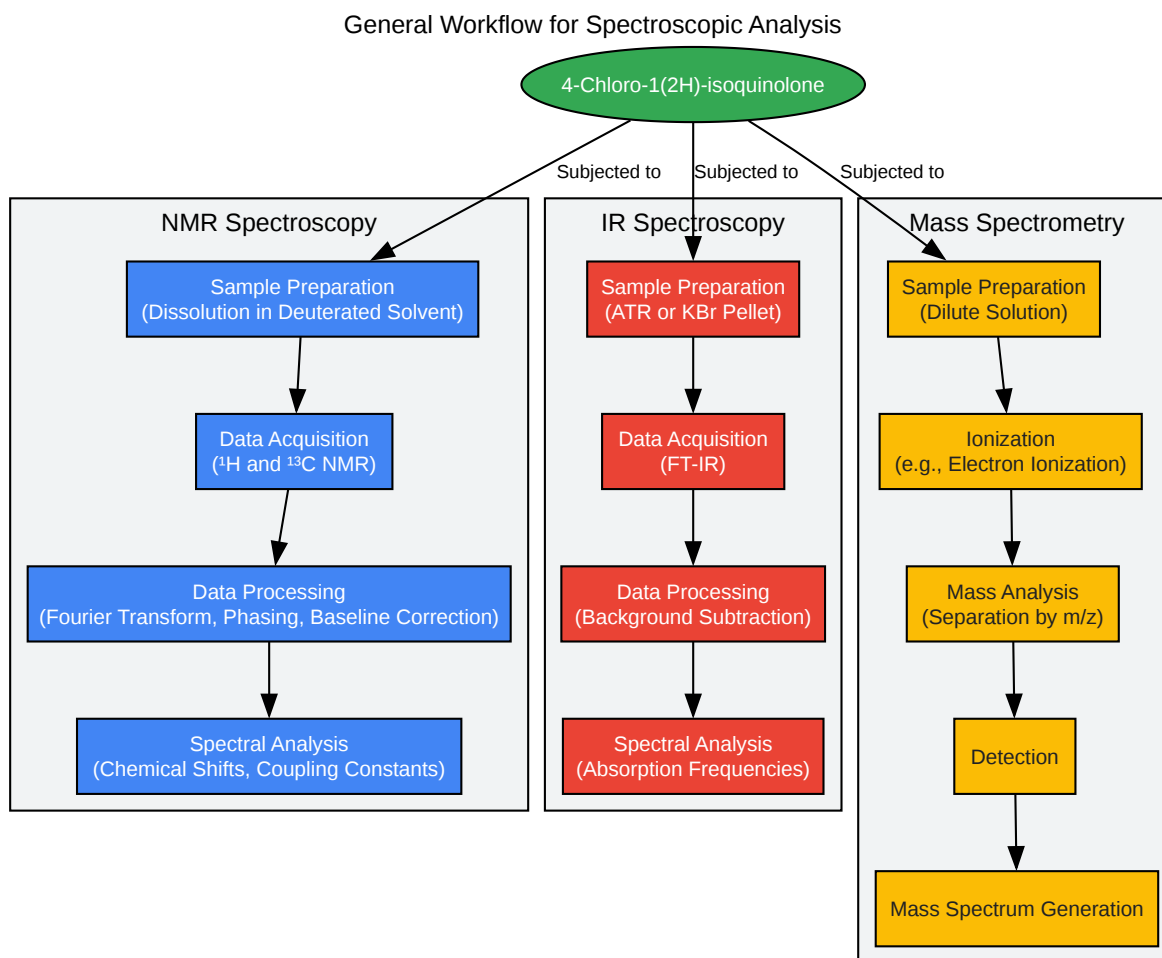 General Workflow for Spectroscopic Analysis
4-Chloro-1(2H)-isoquinolone
Subjected to
Subjected to
Subjected to
NMR Spectroscopy
Sample Preparation
(Dissolution in Deuterated Solvent)
Data Acquisition
(¹H and ¹³C NMR)
Data Processing
(Fourier Transform, Phasing, Baseline Correction)
Spectral Analysis
(Chemical Shifts, Coupling Constants)
IR Spectroscopy
Sample Preparation
(ATR or KBr Pellet)
Data Acquisition
(FT-IR)
Data Processing
(Background Subtraction)
Spectral Analysis
(Absorption Frequencies)
Mass Spectrometry
Sample Preparation
(Dilute Solution)
Ionization
(e.g., Electron Ionization)
Mass Analysis
(Separation by m/z)
Detection
Mass Spectrum Generation